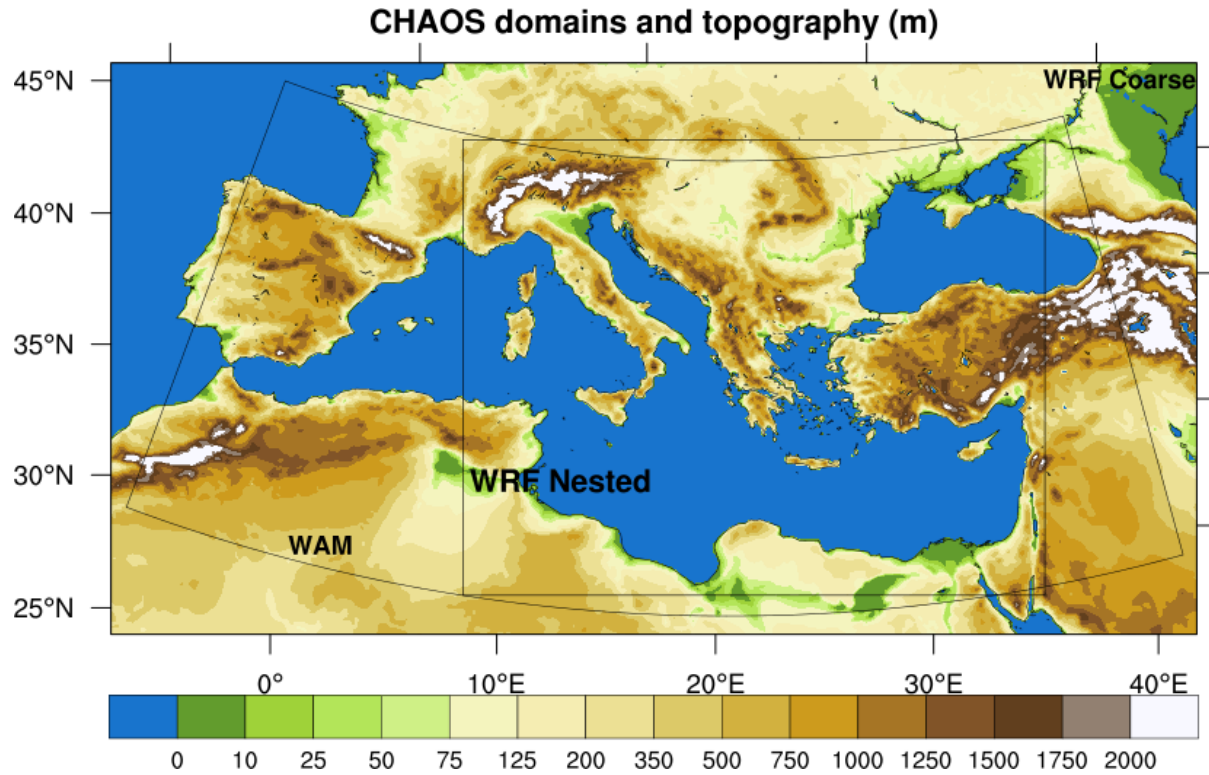 CHAOS domains and topography (m)
WRF Coarse
45°N
40°N
35°N
30°N
25°N
WRF Nested
WAM
0° 10°E 20°E 30°E 40°E
0 10 25 50 75 125 200 350 500 750 1000 1250 1500 1750 2000